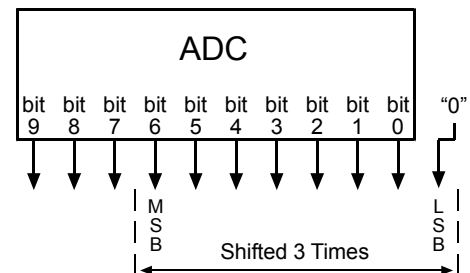 ADC
bit bit bit bit bit bit bit bit bit bit “0”
9 8 7 6 5 4 3 2 1 0
M L
S S
B B
Shifted 3 Times